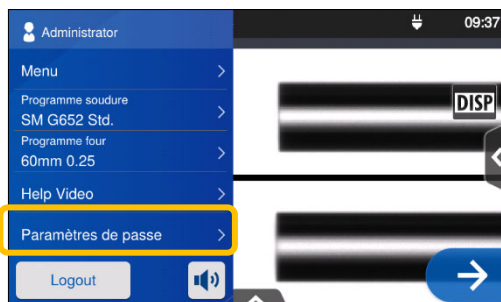 Administrator
09:37
Menu
Programme soudure
SM G652 Std.
DISP
Programme four
60mm 0.25
Help Video
Paramètres de passe
Logout